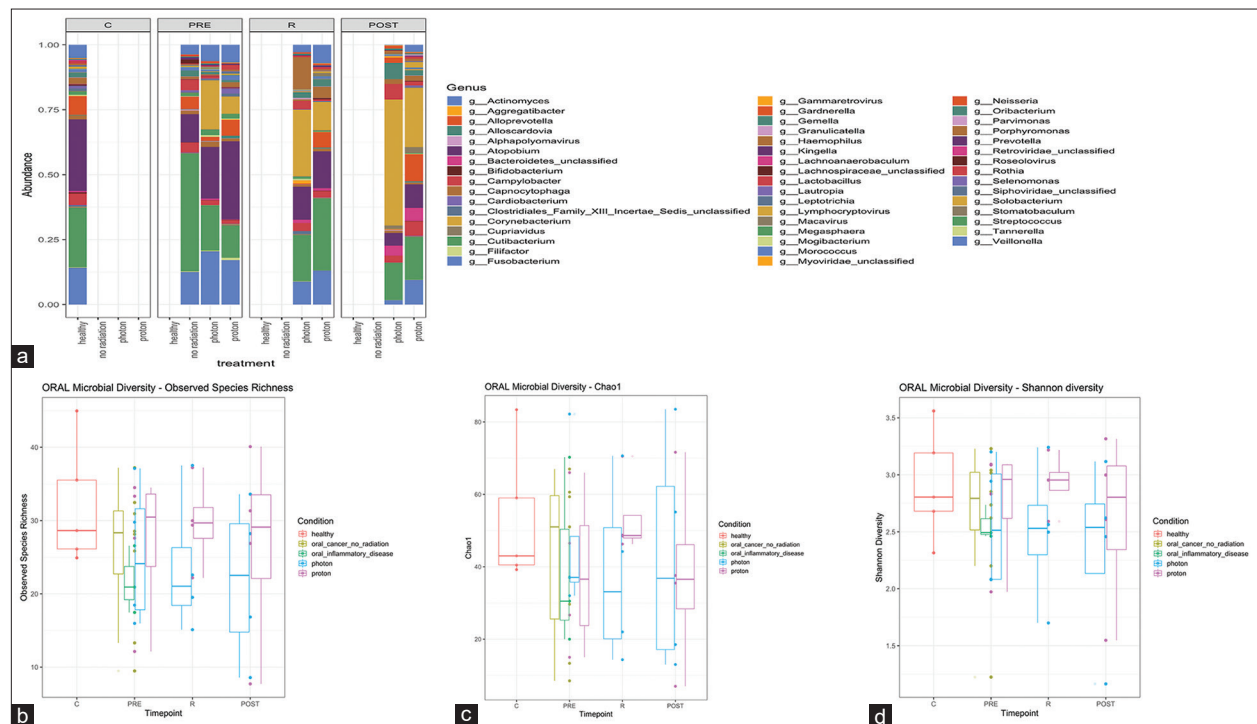 C PRE R POST
1.00
0.75
0.50
0.25
0.00
Abundance
healthy no radiation photon proton healthy no radiation photon proton healthy no radiation photon proton healthy no radiation photon proton
treatment
a
Genus
g__Actinomyces
g__Aggregatibacter
g__Alloprevotella
g__Alloscardovia
g__Alphapolyomavirus
g__Atopobium
g__Bacteroidetes_unclassified
g__Bifidobacterium
g__Campylobacter
g__Capnocytophaga
g__Cardiobacterium
g__Clostridiales_Family_XIII_Incertae_Sedis_unclassified
g__Corynebacterium
g__Cupriavidus
g__Cutibacterium
g__Filifactor
g__Fusobacterium
g__Gammaretrovirus
g__Gardnerella
g__Gemella
g__Granulicatella
g__Haemophilus
g__Kingella
g__Lachnoanaerobaculum
g__Lachnospiraceae_unclassified
g__Lactobacillus
g__Lautropia
g__Leptotrichia
g__Lymphocryptovirus
g__Macavirus
g__Megasphaera
g__Mogibacterium
g__Morococcus
g__Myoviridae_unclassified
g__Neisseria
g__Oribacterium
g__Parvimonas
g__Porphyromonas
g__Prevotella
g__Retroviridae_unclassified
g__Roseolovirus
g__Rothia
g__Selenomonas
g__Siphoviridae_unclassified
g__Solobacterium
g__Stomatobaculum
g__Streptococcus
g__Tannerella
g__Veillonella
ORAL Microbial Diversity - Observed Species Richness
Observed Species Richness
40
30
20
10
C PRE R POST
Timepoint
Condition
healthy
oral_cancer_no_radiation
oral_inflammatory_disease
photon
proton
b
ORAL Microbial Diversity - Chao1
Chao1
80
60
40
20
C PRE R POST
Timepoint
Condition
healthy
oral_cancer_no_radiation
oral_inflammatory_disease
photon
proton
c
ORAL Microbial Diversity - Shannon diversity
Shannon Diversity
3.5
3.0
2.5
2.0
1.5
C PRE R POST
Timepoint
Condition
healthy
oral_cancer_no_radiation
oral_inflammatory_disease
photon
proton
d